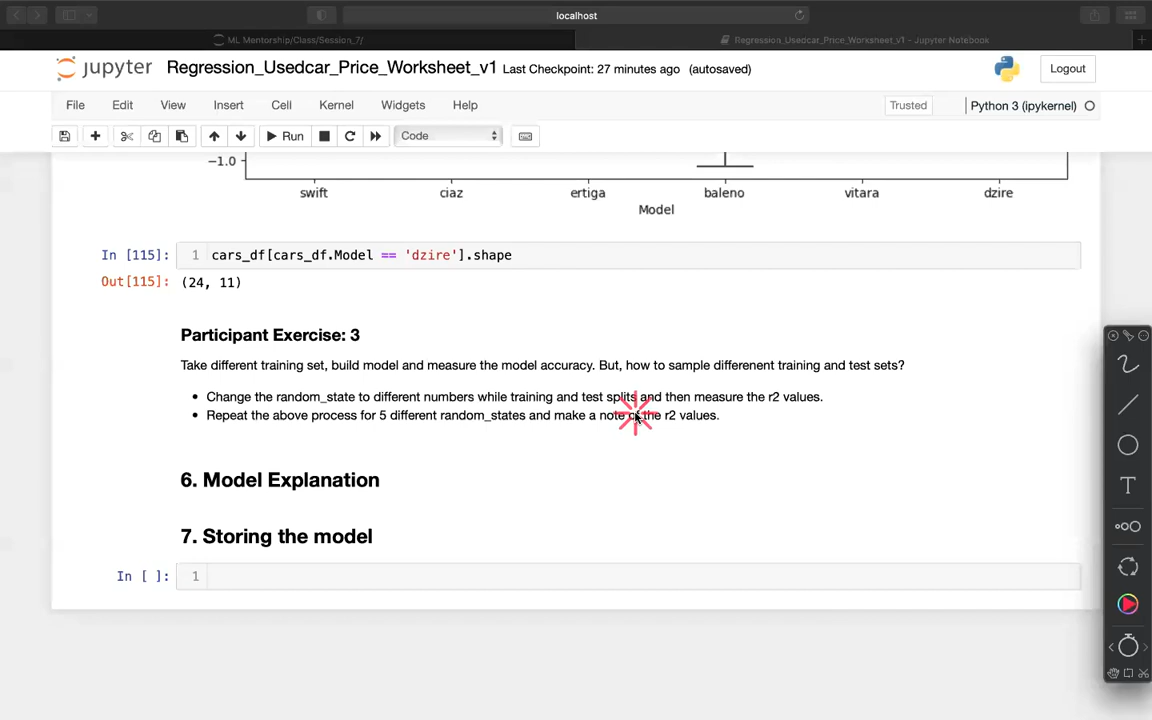 localhost
ML Mentorship/Class/Session_7/
Regression_Usedcar_Price_Worksheet_v1 - Jupyter Notebook
jupyter Regression_Usedcar_Price_Worksheet_v1 Last Checkpoint: 27 minutes ago (autosaved)
Logout
File Edit View Insert Cell Kernel Widgets Help
Trusted Python 3 (ipykernel)
Run Code
−1.0
swift ciaz ertiga baleno vitara dzire
Model
In [115]: 1 cars_df[cars_df.Model == 'dzire'].shape
Out[115]: (24, 11)
Participant Exercise: 3
Take different training set, build model and measure the model accuracy. But, how to sample differenent training and test sets?
• Change the random_state to different numbers while training and test splits and then measure the r2 values.
• Repeat the above process for 5 different random_states and make a note of the r2 values.
6. Model Explanation
7. Storing the model
In [ ]: 1
T